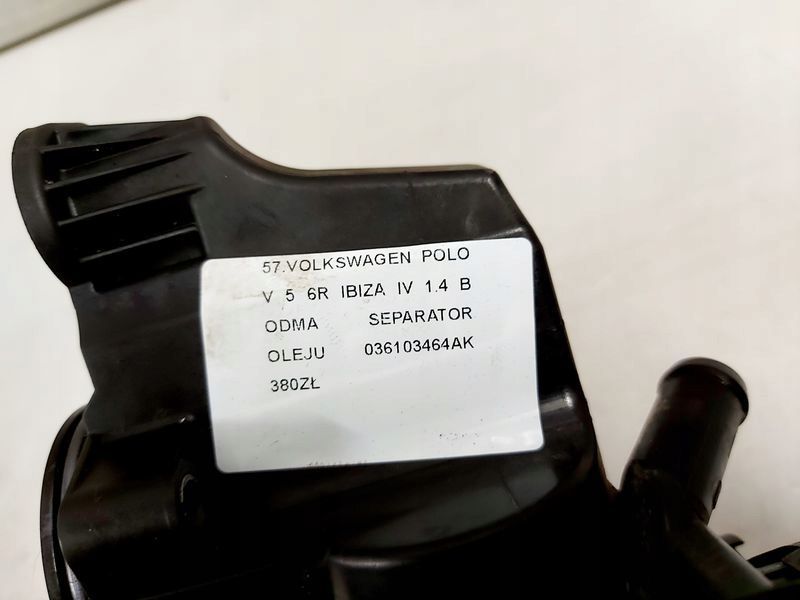 57.VOLKSWAGEN POLO
V 5 6R IBIZA IV 1.4 B
ODMA SEPARATOR
OLEJU 036103464AK
380ZŁ